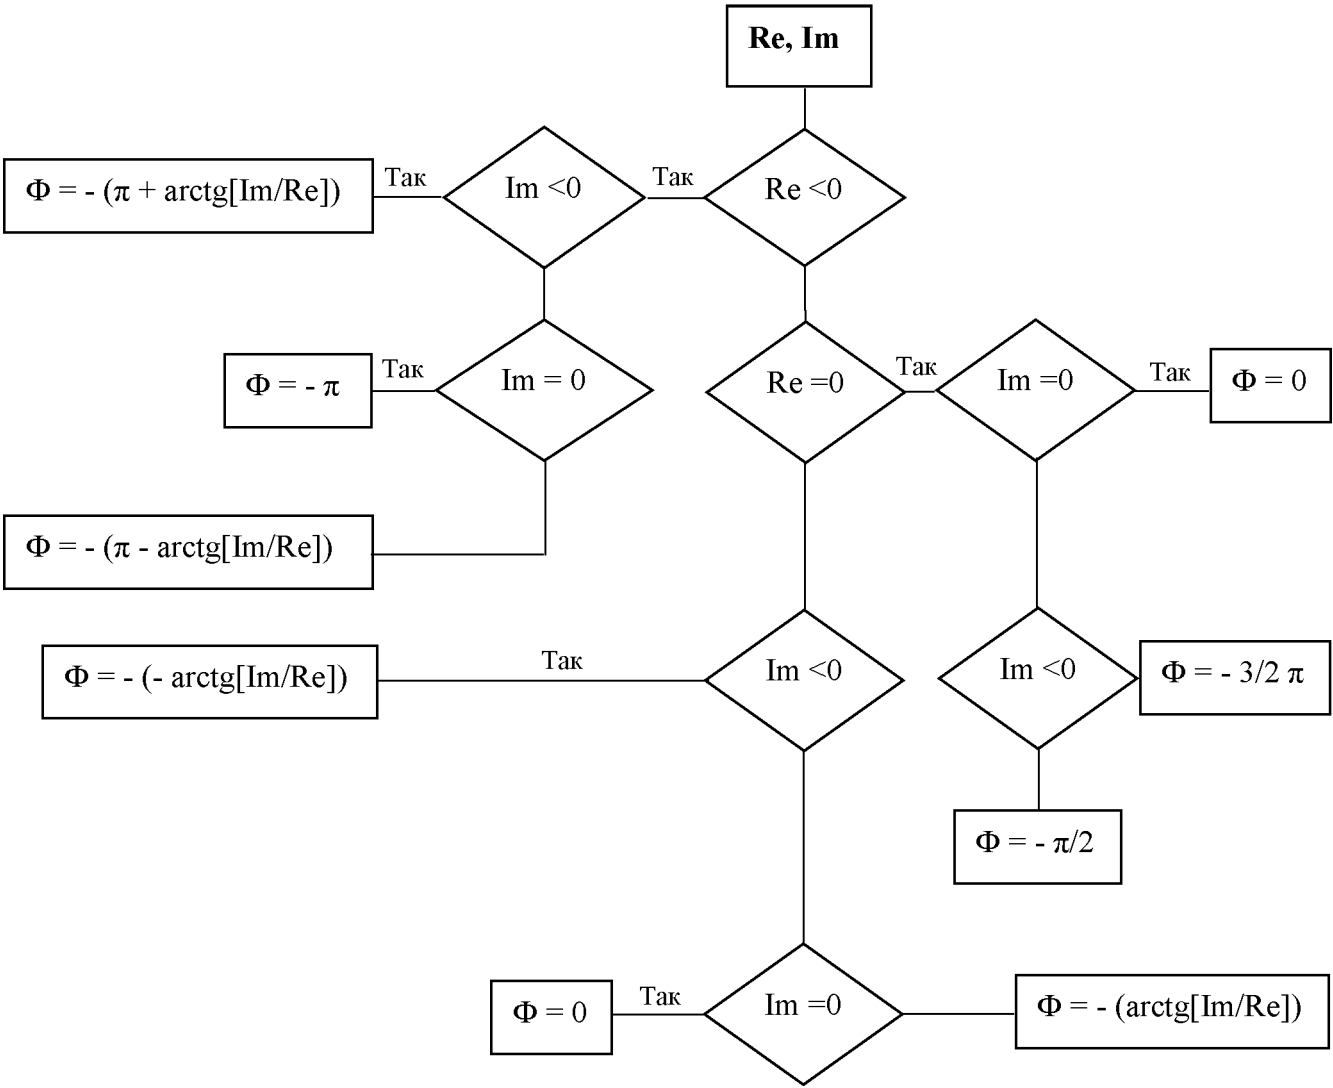 Re, Im
Φ = - (π + arctg[Im/Re])
Так
Im <0
Так
Re <0
Φ = - π
Так
Im = 0
Re =0
Так
Im =0
Так
Φ = 0
Φ = - (π - arctg[Im/Re])
Φ = - (- arctg[Im/Re])
Так
Im <0
Im <0
Φ = - 3/2 π
Φ = - π/2
Φ = 0
Так
Im =0
Φ = - (arctg[Im/Re])